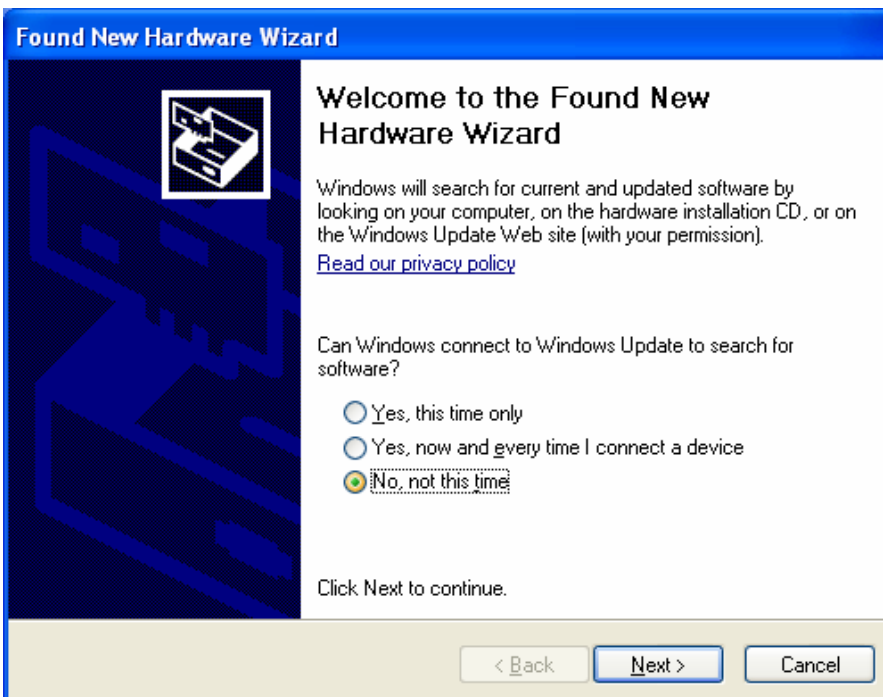 Found New Hardware Wizard
Welcome to the Found New
Hardware Wizard
Windows will search for current and updated software by
looking on your computer, on the hardware installation CD, or on
the Windows Update Web site (with your permission).
Read our privacy policy
Can Windows connect to Windows Update to search for
software?
Yes, this time only
Yes, now and every time I connect a device
No, not this time
Click Next to continue.
< Back
Next >
Cancel